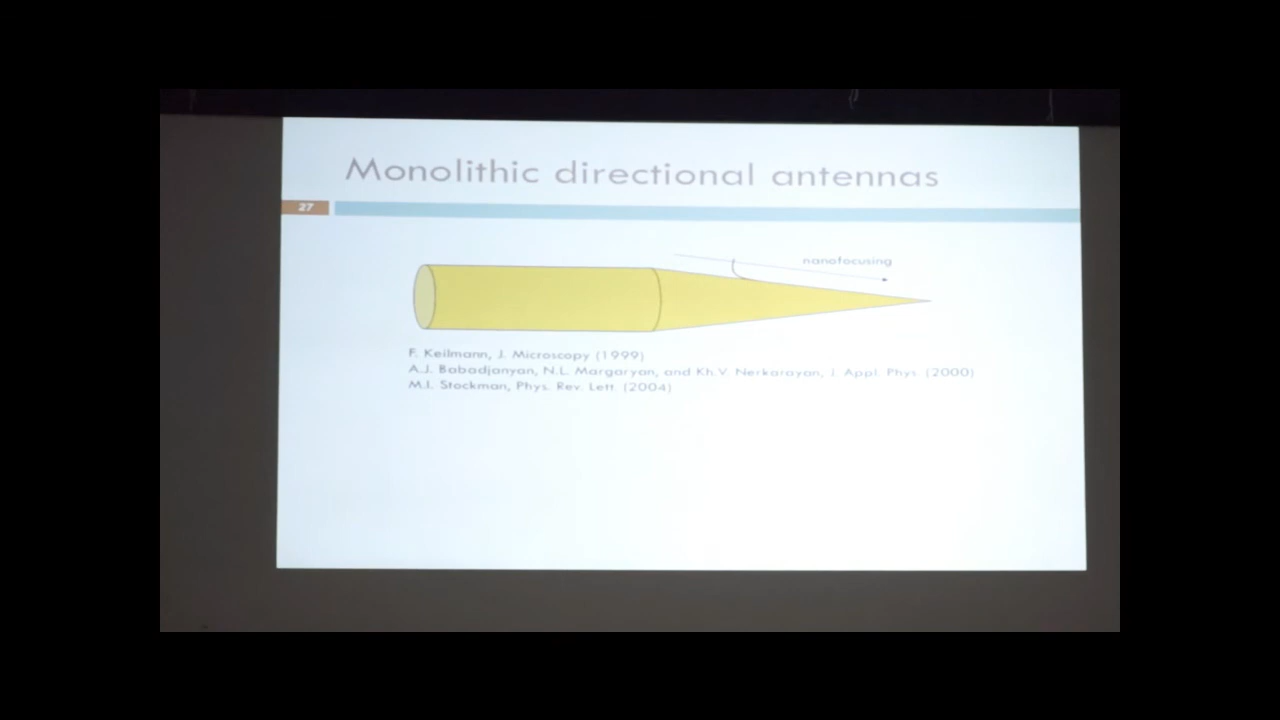 Monolithic directional antennas
27
nanofocusing
F. Keilmann, J. Microscopy (1999)
A.J. Babadjanyan, N.L. Margaryan, and Kh.V. Nerkarayan, J. Appl. Phys. (2000)
M.I. Stockman, Phys. Rev. Lett. (2004)